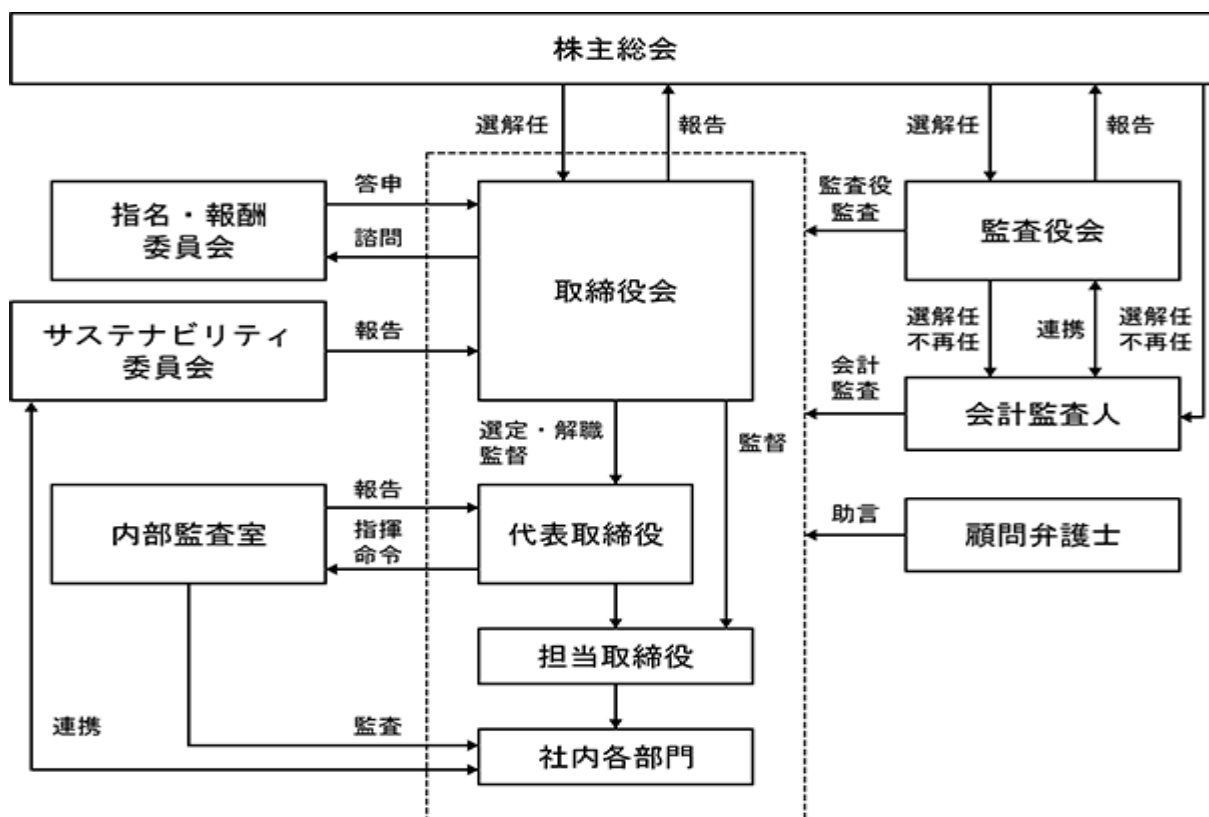 株主総会
選解任
報告
選解任
報告
指名・報酬
委員会
答申
諮問
取締役会
監査役
監査
監査役会
サステナビリティ
委員会
報告
選解任
不再任
連携
選解任
不再任
会計
監査
会計監査人
選定・解職
監督
監督
内部監査室
報告
指揮
命令
代表取締役
助言
顧問弁護士
担当取締役
連携
監査
社内各部門